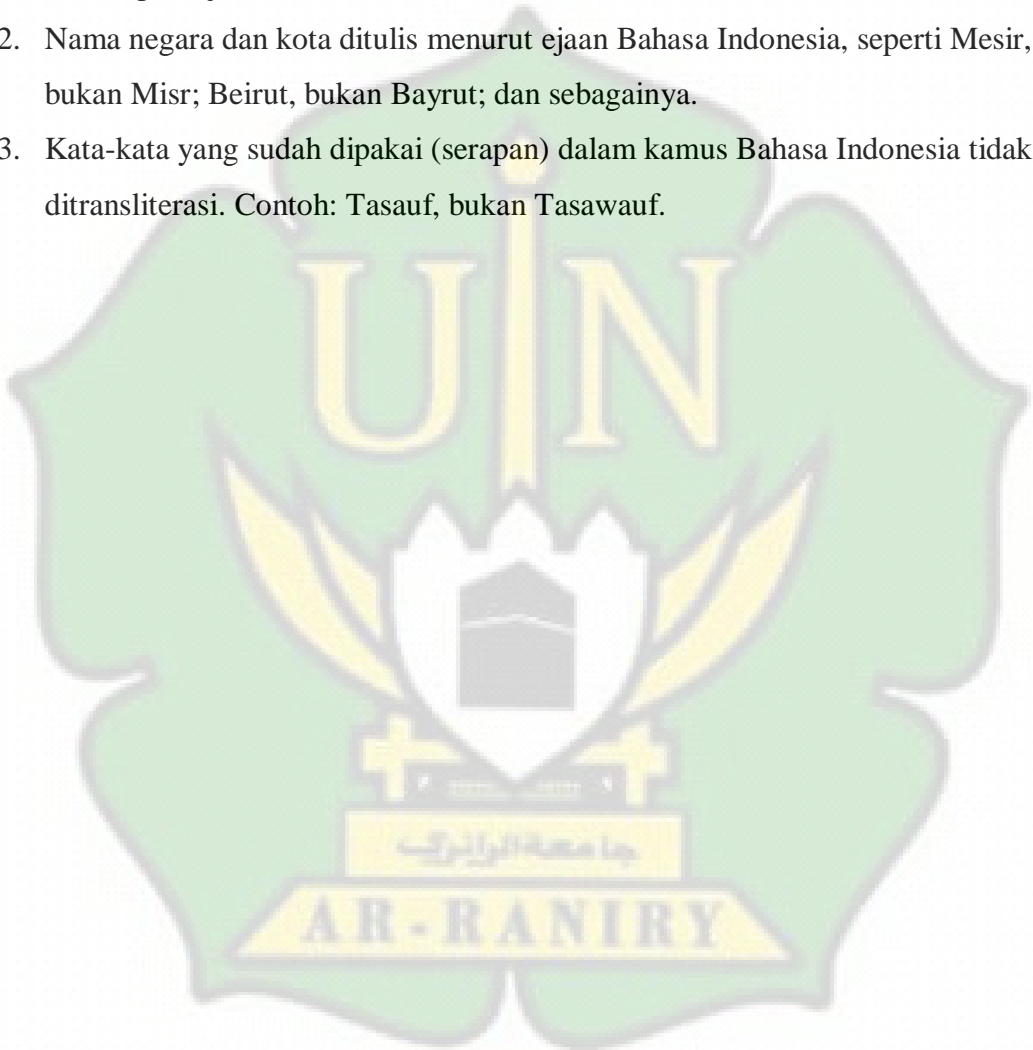 2. Nama negara dan kota ditulis menurut ejaan Bahasa Indonesia, seperti Mesir,
bukan Misr; Beirut, bukan Bayrut; dan sebagainya.
3. Kata-kata yang sudah dipakai (serapan) dalam kamus Bahasa Indonesia tidak
ditransliterasi. Contoh: Tasauf, bukan Tasawauf.
UIN
جامعة الرانري
AR-RANIRY